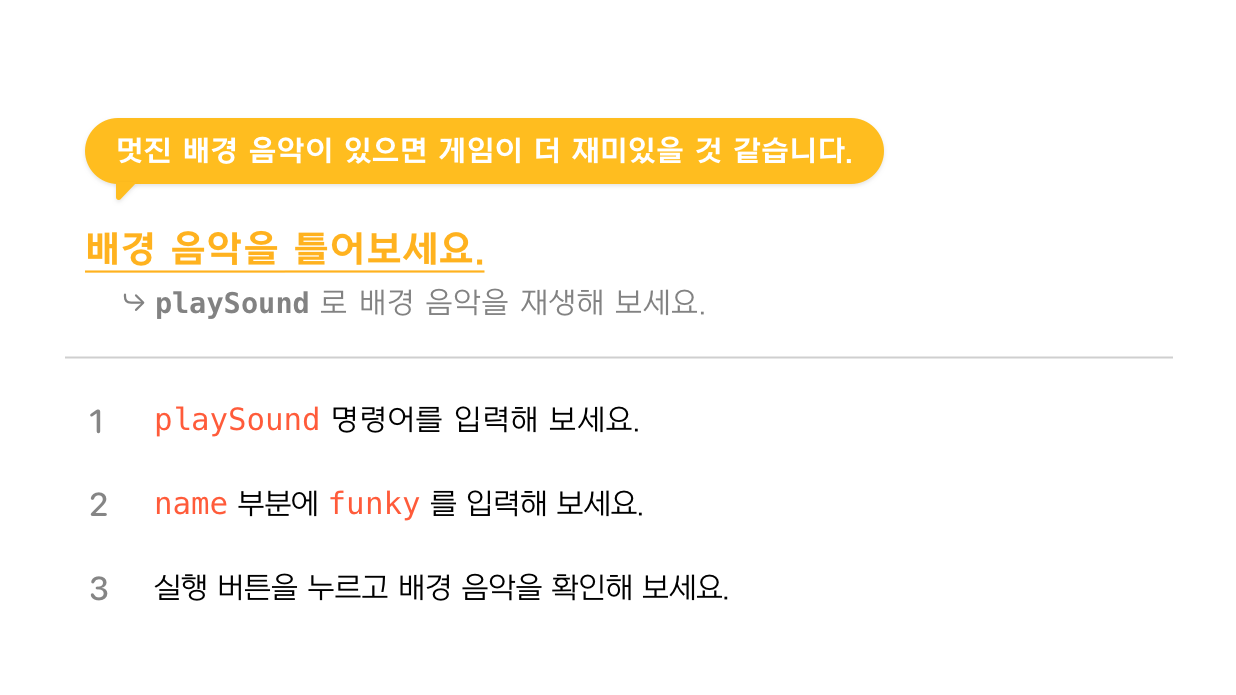 멋진 배경 음악이 있으면 게임이 더 재미있을 것 같습니다.
배경 음악을 틀어보세요.
↪ playSound 로 배경 음악을 재생해 보세요.
1 playSound 명령어를 입력해 보세요.
2 name 부분에 funky 를 입력해 보세요.
3 실행 버튼을 누르고 배경 음악을 확인해 보세요.